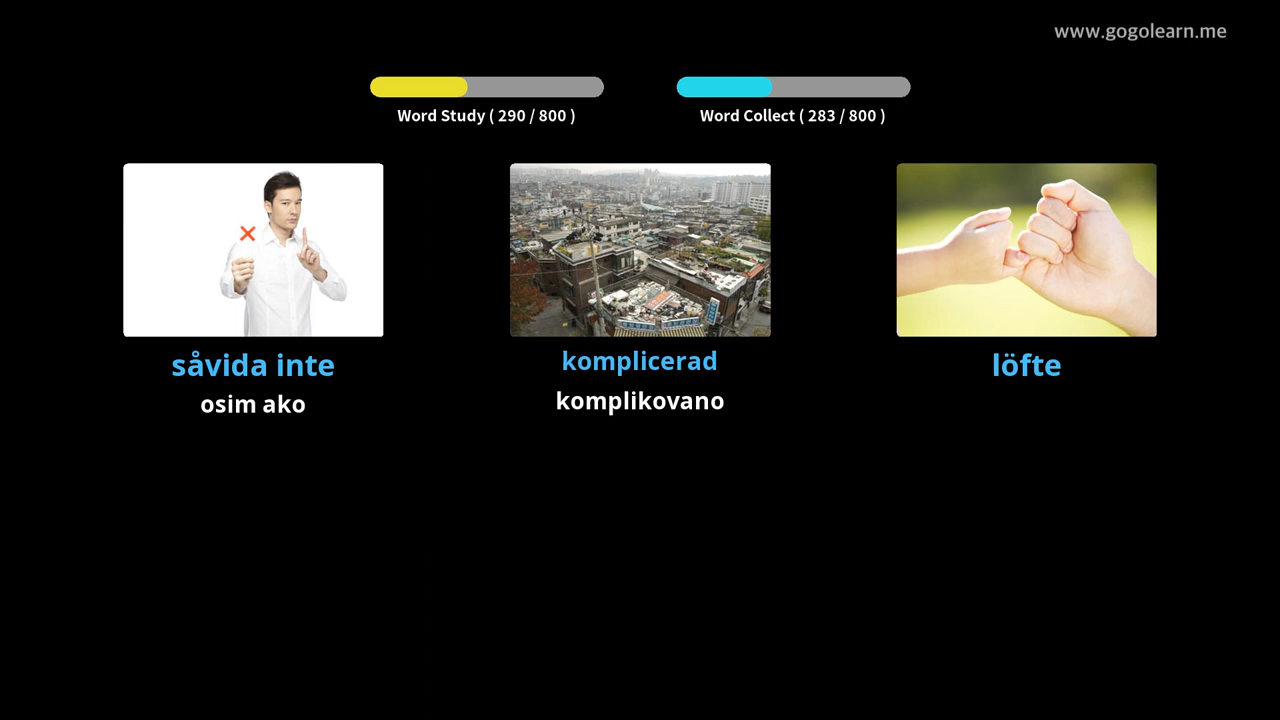 www.gogolearn.me
Word Study ( 290 / 800 )
Word Collect ( 283 / 800 )
såvida inte
osim ako
komplicerad
komplikovano
löfte